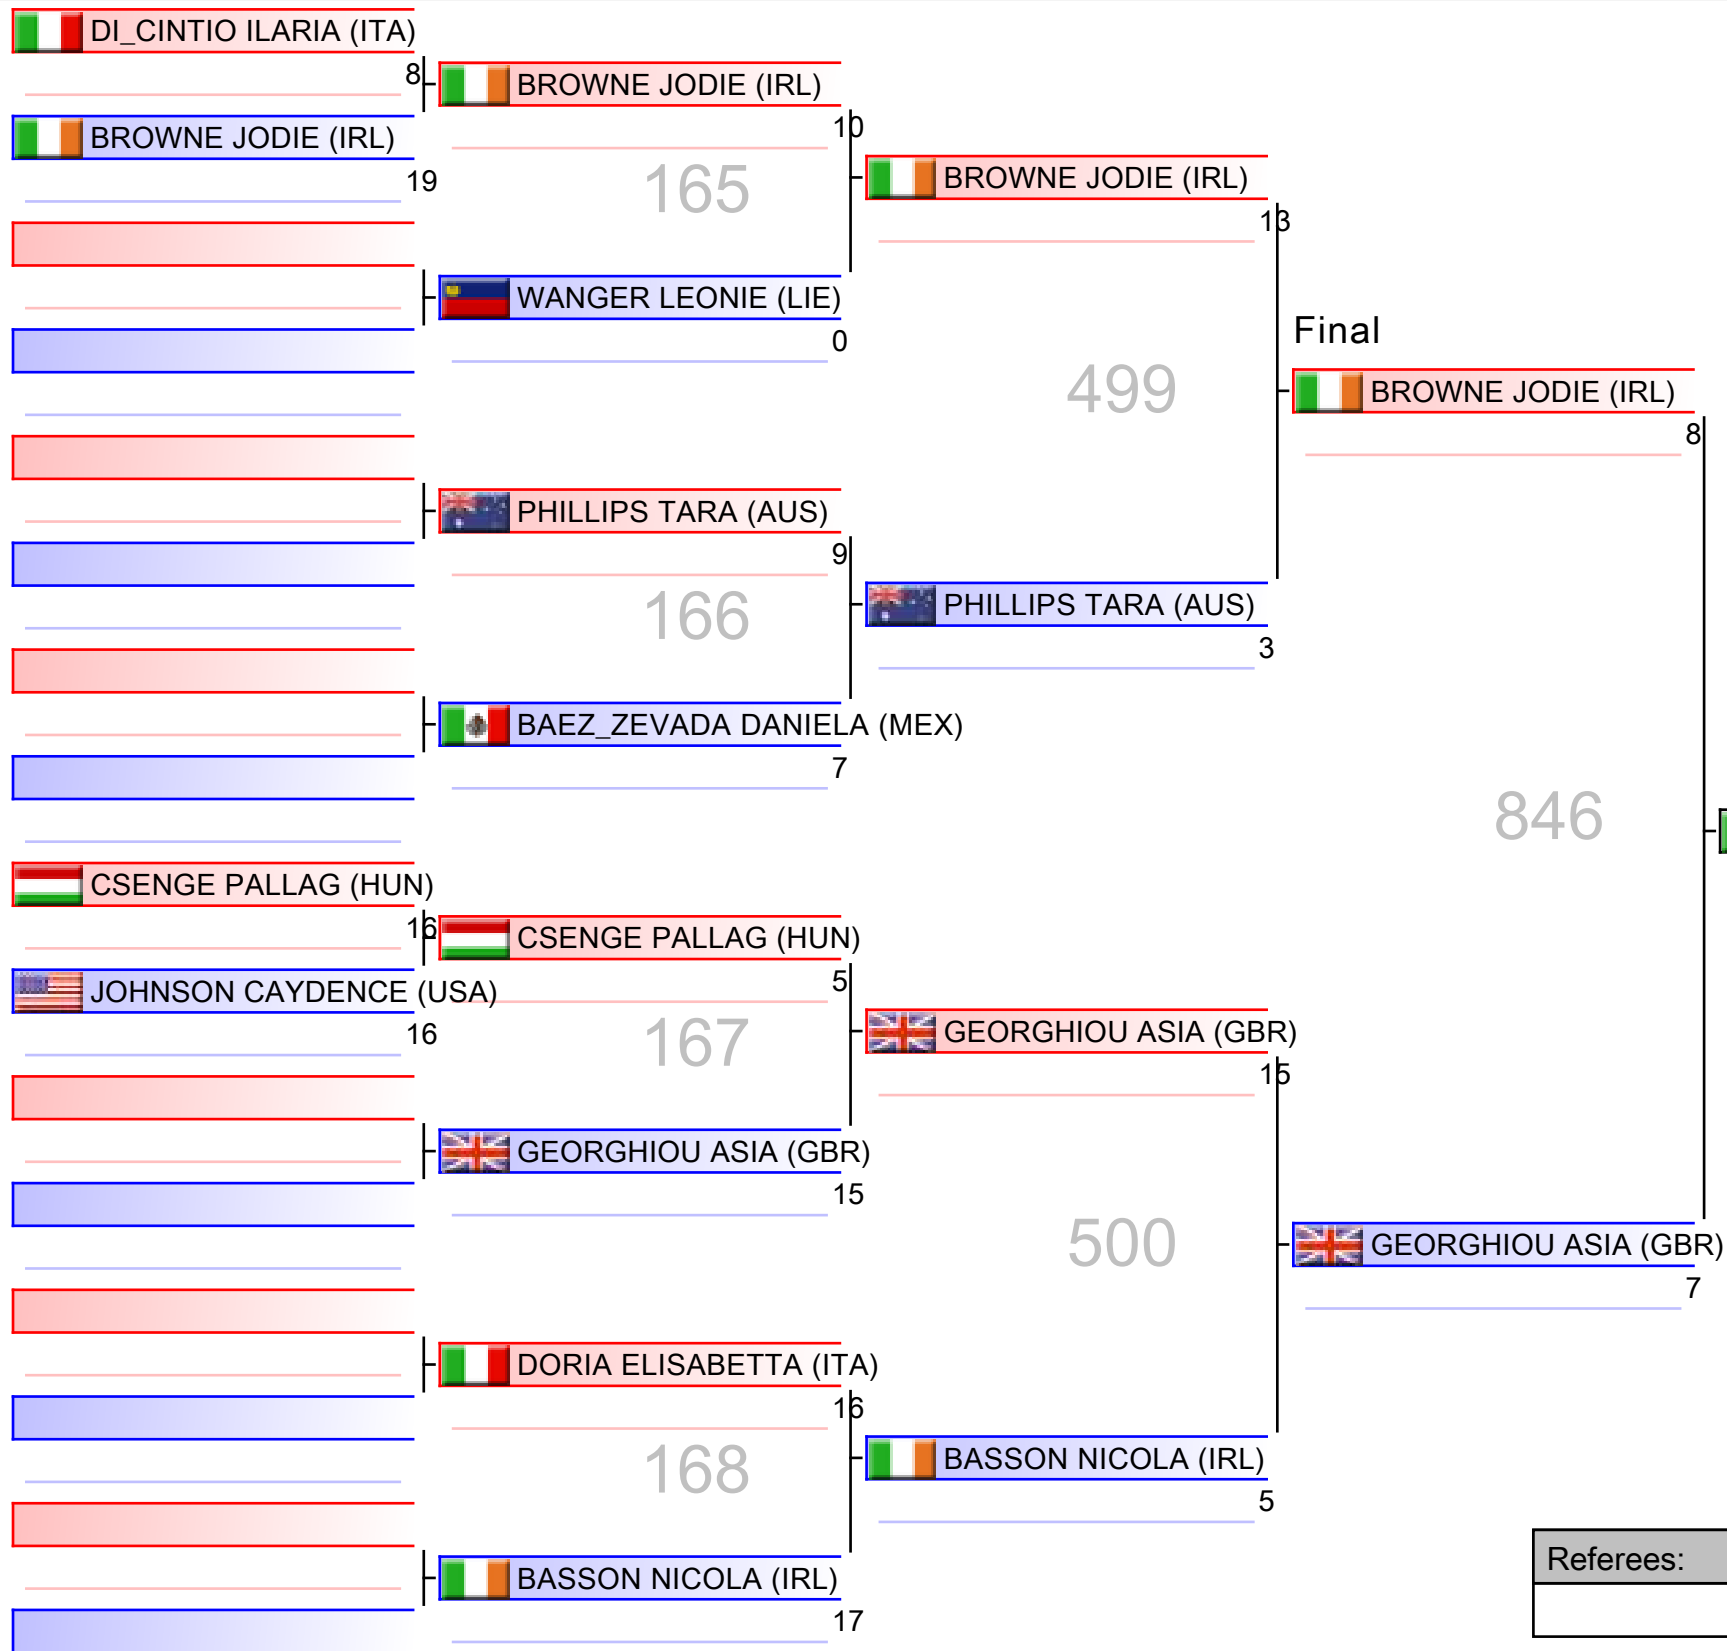 DI_CINTIO ILARIA (ITA)
8
BROWNE JODIE (IRL)
19
CSENGE PALLAG (HUN)
16
JOHNSON CAYDENCE (USA)
16
BROWNE JODIE (IRL)
10
165
WANGER LEONIE (LIE)
0
PHILLIPS TARA (AUS)
9
166
BAEZ_ZEVADA DANIELA (MEX)
7
CSENGE PALLAG (HUN)
5
167
GEORGHIOU ASIA (GBR)
15
DORIA ELISABETTA (ITA)
16
168
BASSON NICOLA (IRL)
17
BROWNE JODIE (IRL)
13
499
PHILLIPS TARA (AUS)
3
GEORGHIOU ASIA (GBR)
15
500
BASSON NICOLA (IRL)
5
Final
BROWNE JODIE (IRL)
8
846
GEORGHIOU ASIA (GBR)
7
Referees: